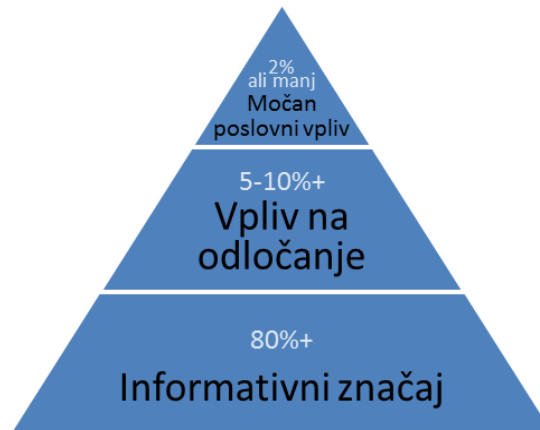 2%
ali manj
Močan
poslovni vpliv
5-10%+
Vpliv na
odločanje
80%+
Informativni značaj